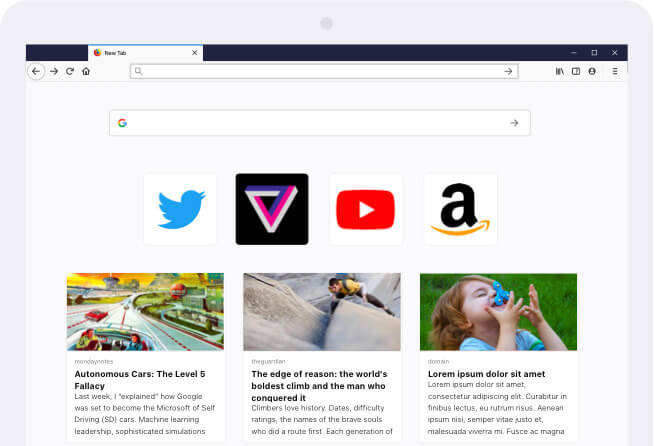 New Tab
mondaynotes
Autonomous Cars: The Level 5
Fallacy
Last week, I "explained" how Google
was set to become the Microsoft of Self
Driving (SD) cars. Machine learning
leadership, sophisticated simulations
theguardian
The edge of reason: the world's
boldest climb and the man who
conquered it
Climbers love history. Dates, difficulty
ratings, the names of the brave souls
who did a route first. Each generation of
domain
Lorem ipsum dolor sit amet
Lorem ipsum dolor sit amet,
consectetur adipiscing elit. Curabitur in
finibus lectus, eu rutrum risus. Aenean
ipsum nisi, semper vitae justo et,
malesuada viverra mi. Fusce ac magna